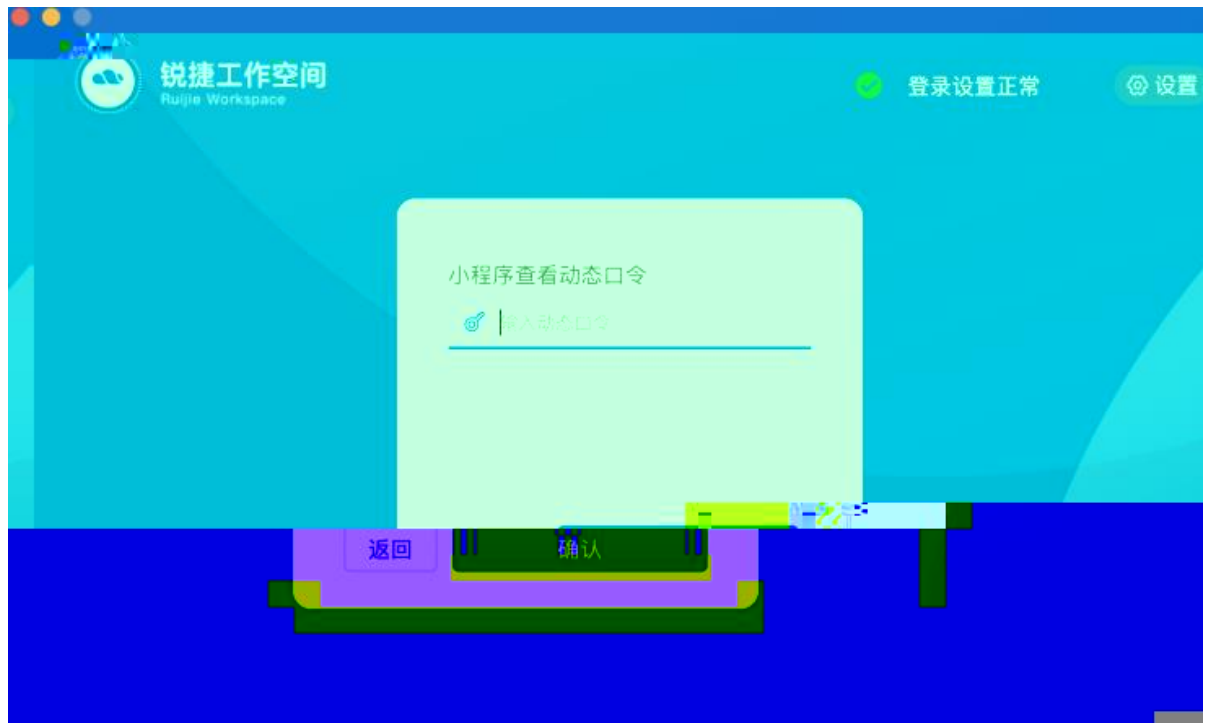 锐捷工作空间
Ruijie Workspace
登录设置正常
设置
小程序查看动态口令
输入动态口令
返回
确认